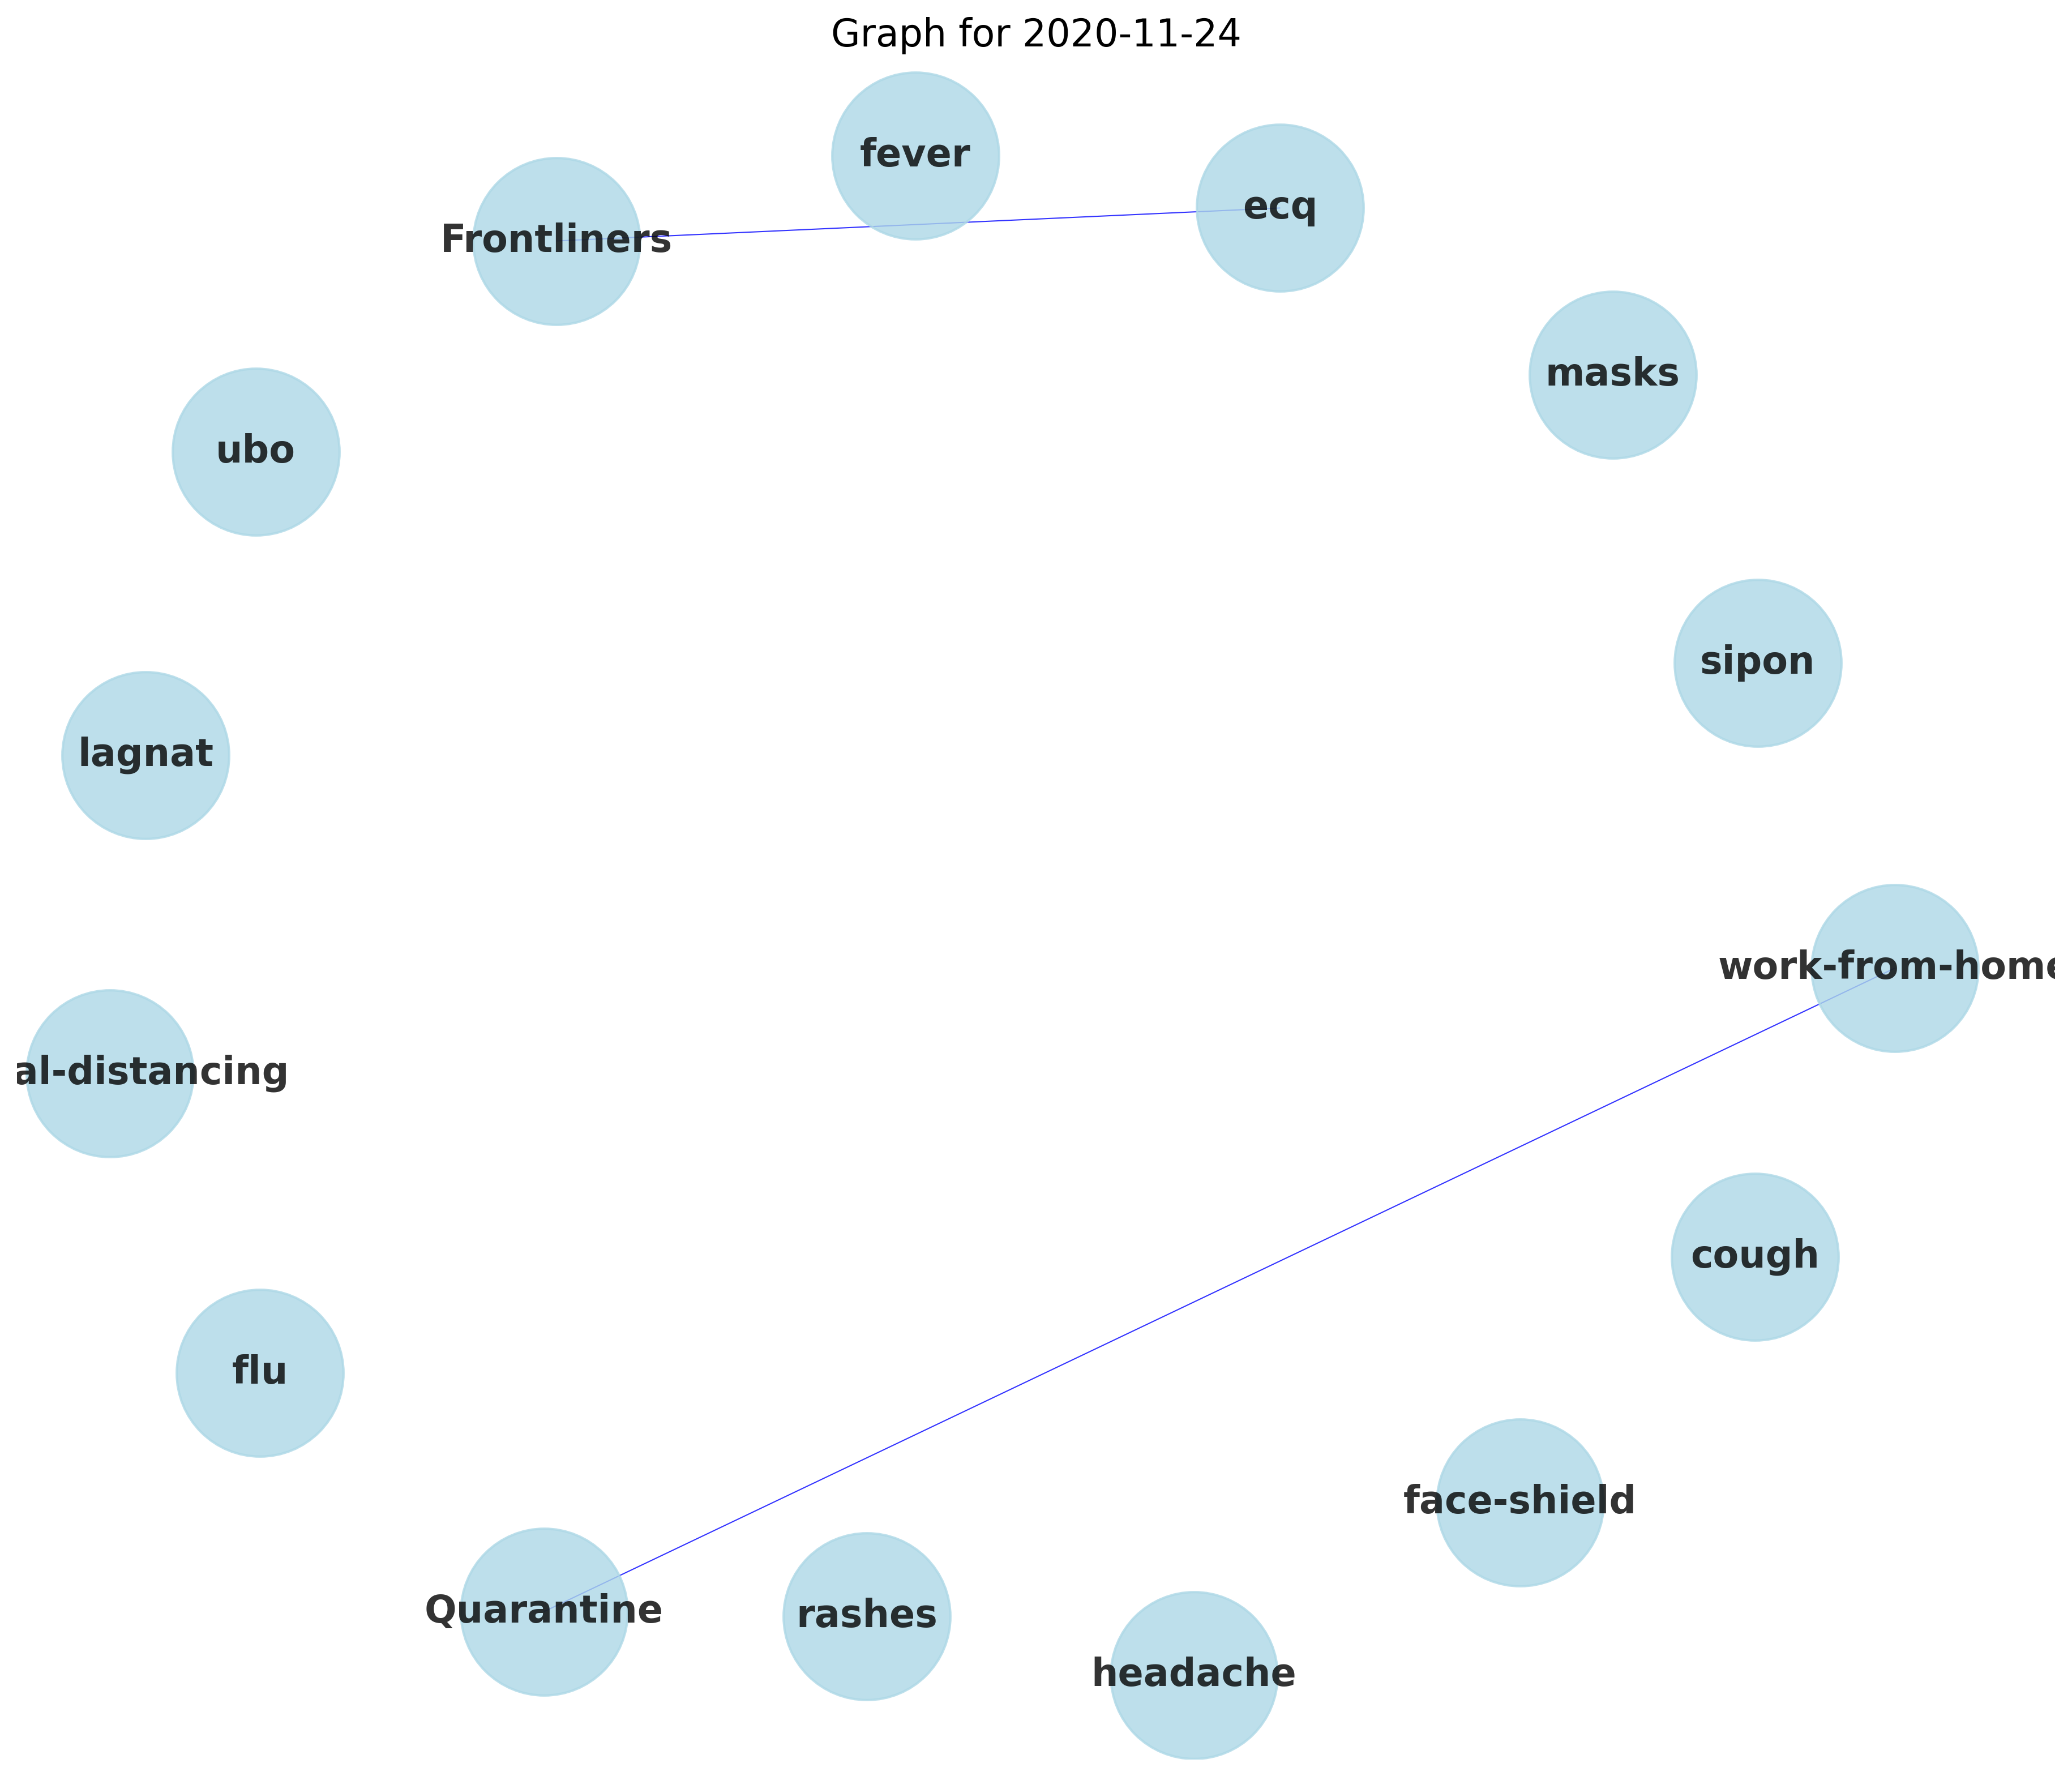 Graph for 2020-11-24
fever
ecq
Frontliners
masks
ubo
sipon
lagnat
work-from-home
al-distancing
cough
flu
face-shield
Quarantine
rashes
headache